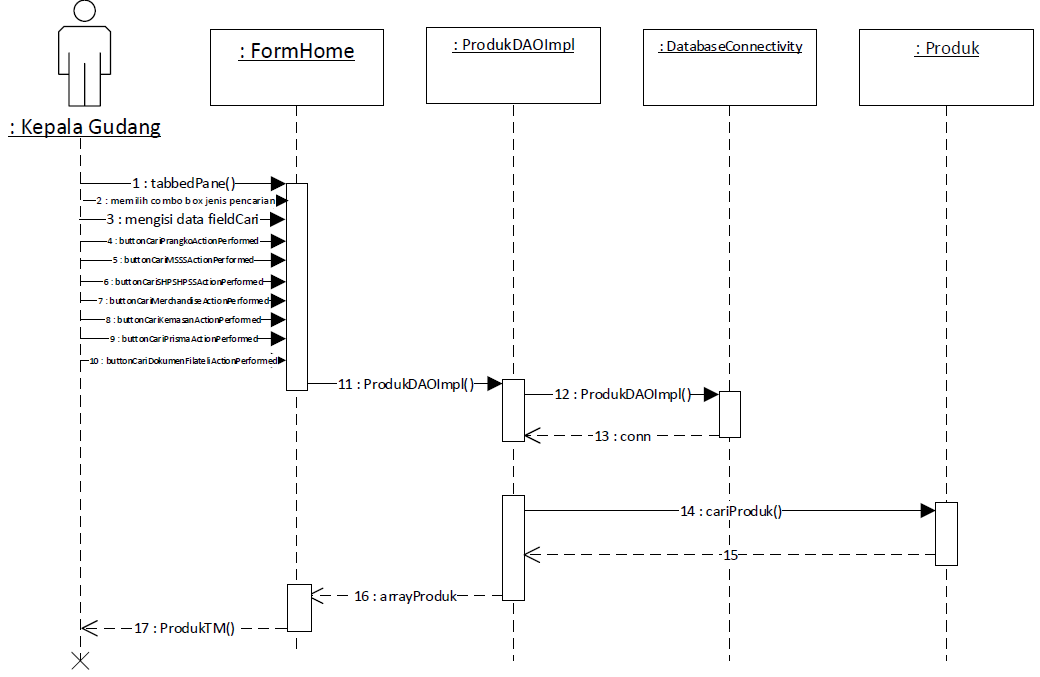 : FormHome
: ProdukDAOImpl
: DatabaseConnectivity
: Produk
: Kepala Gudang
1 : tabbedPane()
2 : memilih combo box jenis pencarian
3 : mengisi data fieldCari
4 : buttonCariPrangkoActionPerformed
5 : buttonCariMSSSActionPerformed
6 : buttonCariSHPSHPSSActionPerformed
7 : buttonCariMerchandiseActionPerformed
8 : buttonCariKemasanActionPerformed
9 : buttonCariPrismaActionPerformed
10 : buttonCariDokumenFilateliActionPerformed
11 : ProdukDAOImpl()
12 : ProdukDAOImpl()
13 : conn
14 : cariProduk()
15
16 : arrayProduk
17 : ProdukTM()